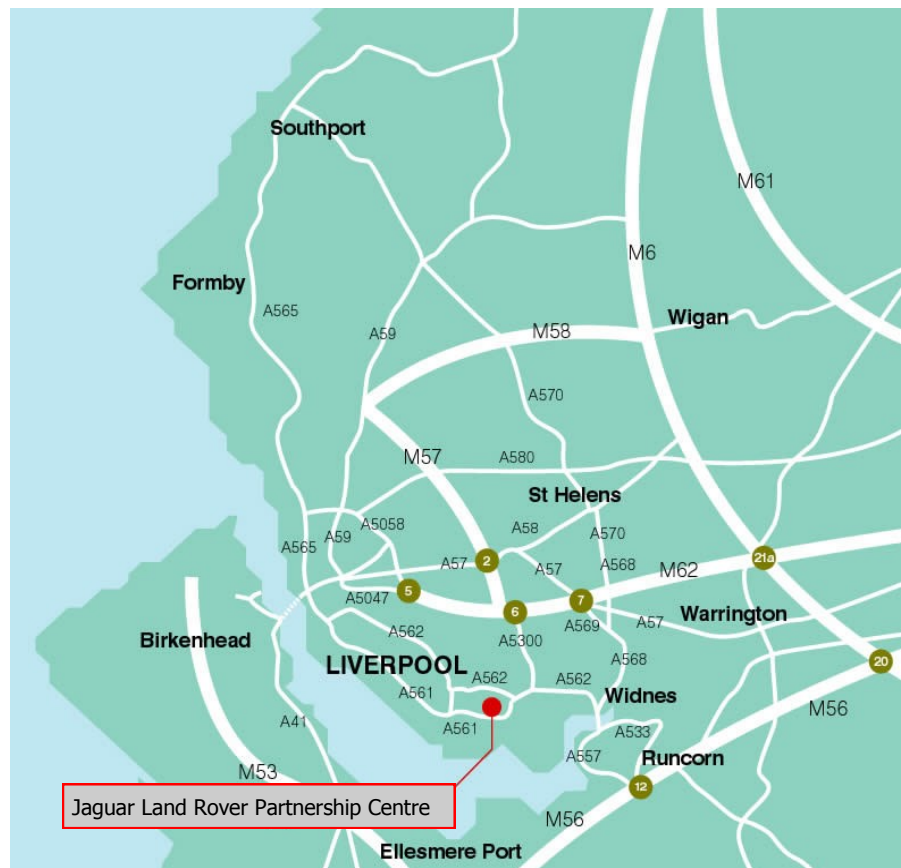 Southport
M61
M6
Formby
A565
Wigan
A59
M58
A570
M57
A580
St Helens
A5058
A58
A570
A565
A59
A57
2
A57
A568
M62
21a
5
A5047
6
7
A569
A57
Warrington
Birkenhead
A562
A5300
LIVERPOOL
A562
A562
A568
20
A561
Widnes
A41
A561
A533
M56
A557
Runcorn
M53
12
Jaguar Land Rover Partnership Centre
M56
Ellesmere Port